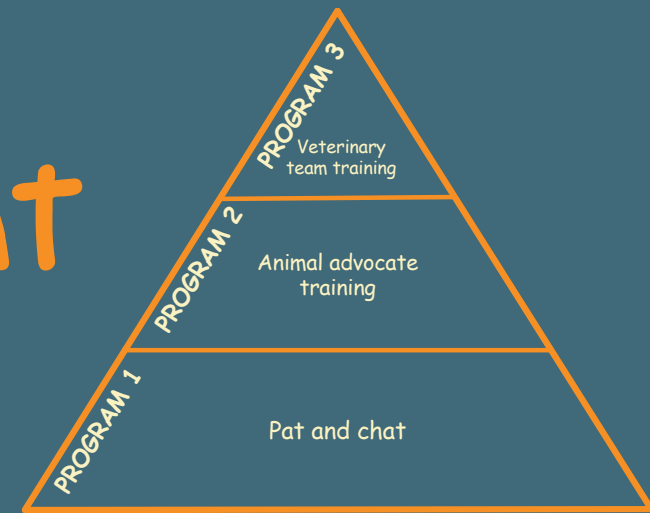 PROGRAM 3
Veterinary
team training
PROGRAM 2
Animal advocate
training
PROGRAM 1
Pat and chat